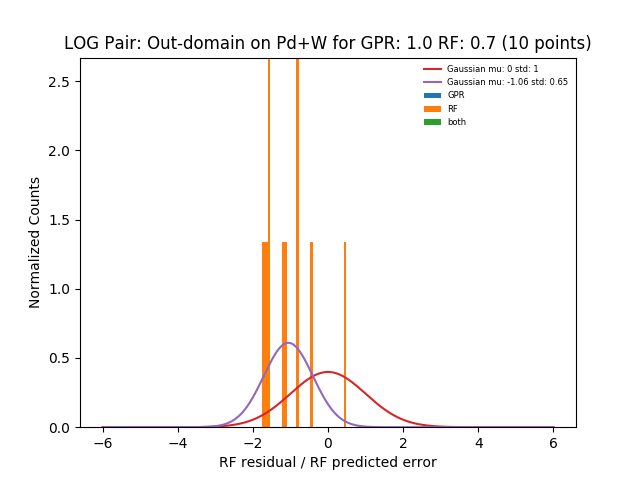 LOG Pair: Out-domain on Pd+W for GPR: 1.0 RF: 0.7 (10 points)
Gaussian mu: 0 std: 1
Gaussian mu: -1.06 std: 0.65
GPR
RF
both
Normalized Counts
2.5
2.0
1.5
1.0
0.5
0.0
−6 −4 −2 0 2 4 6
RF residual / RF predicted error